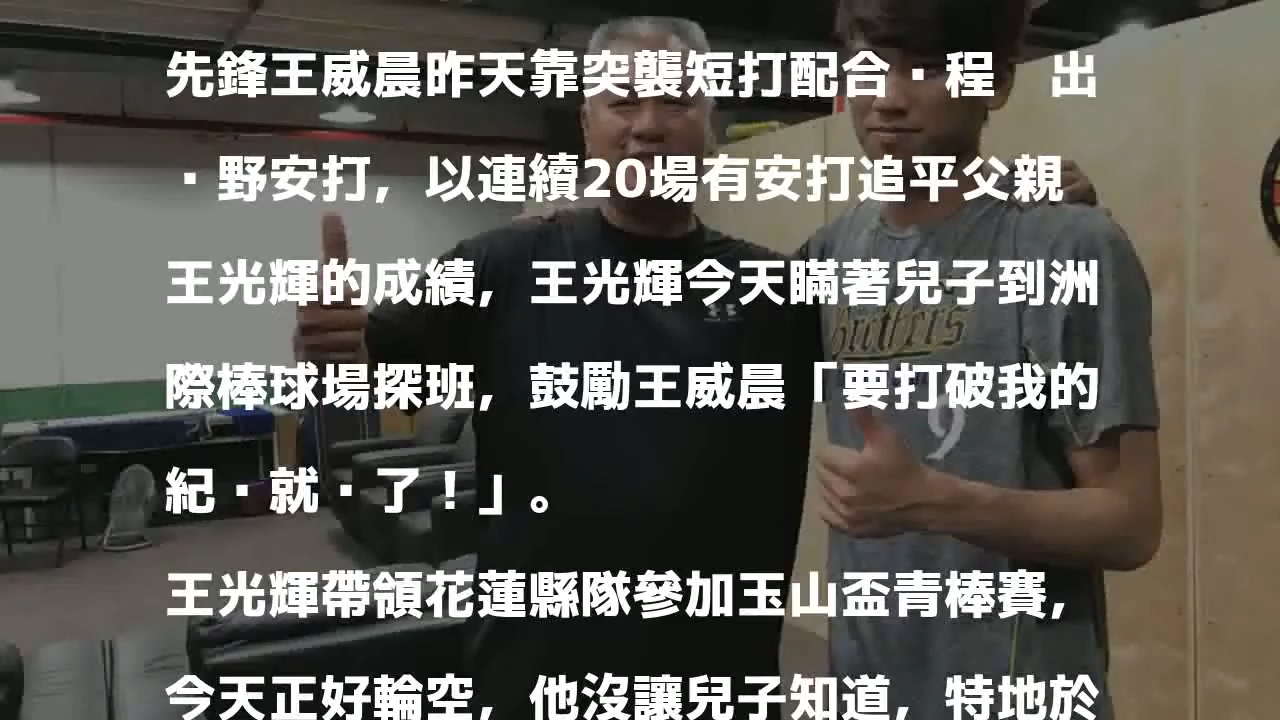 先鋒王威晨昨天靠突襲短打配合▪程　出
▪野安打，以連續20場有安打追平父親
王光輝的成績，王光輝今天瞞著兒子到洲
際棒球場探班，鼓勵王威晨「要打破我的
紀▪就▪了！」。
王光輝帶領花蓮縣隊參加玉山盃青棒賽，
今天正好輪空，他沒讓兒子知道，特地於
Brothers
9